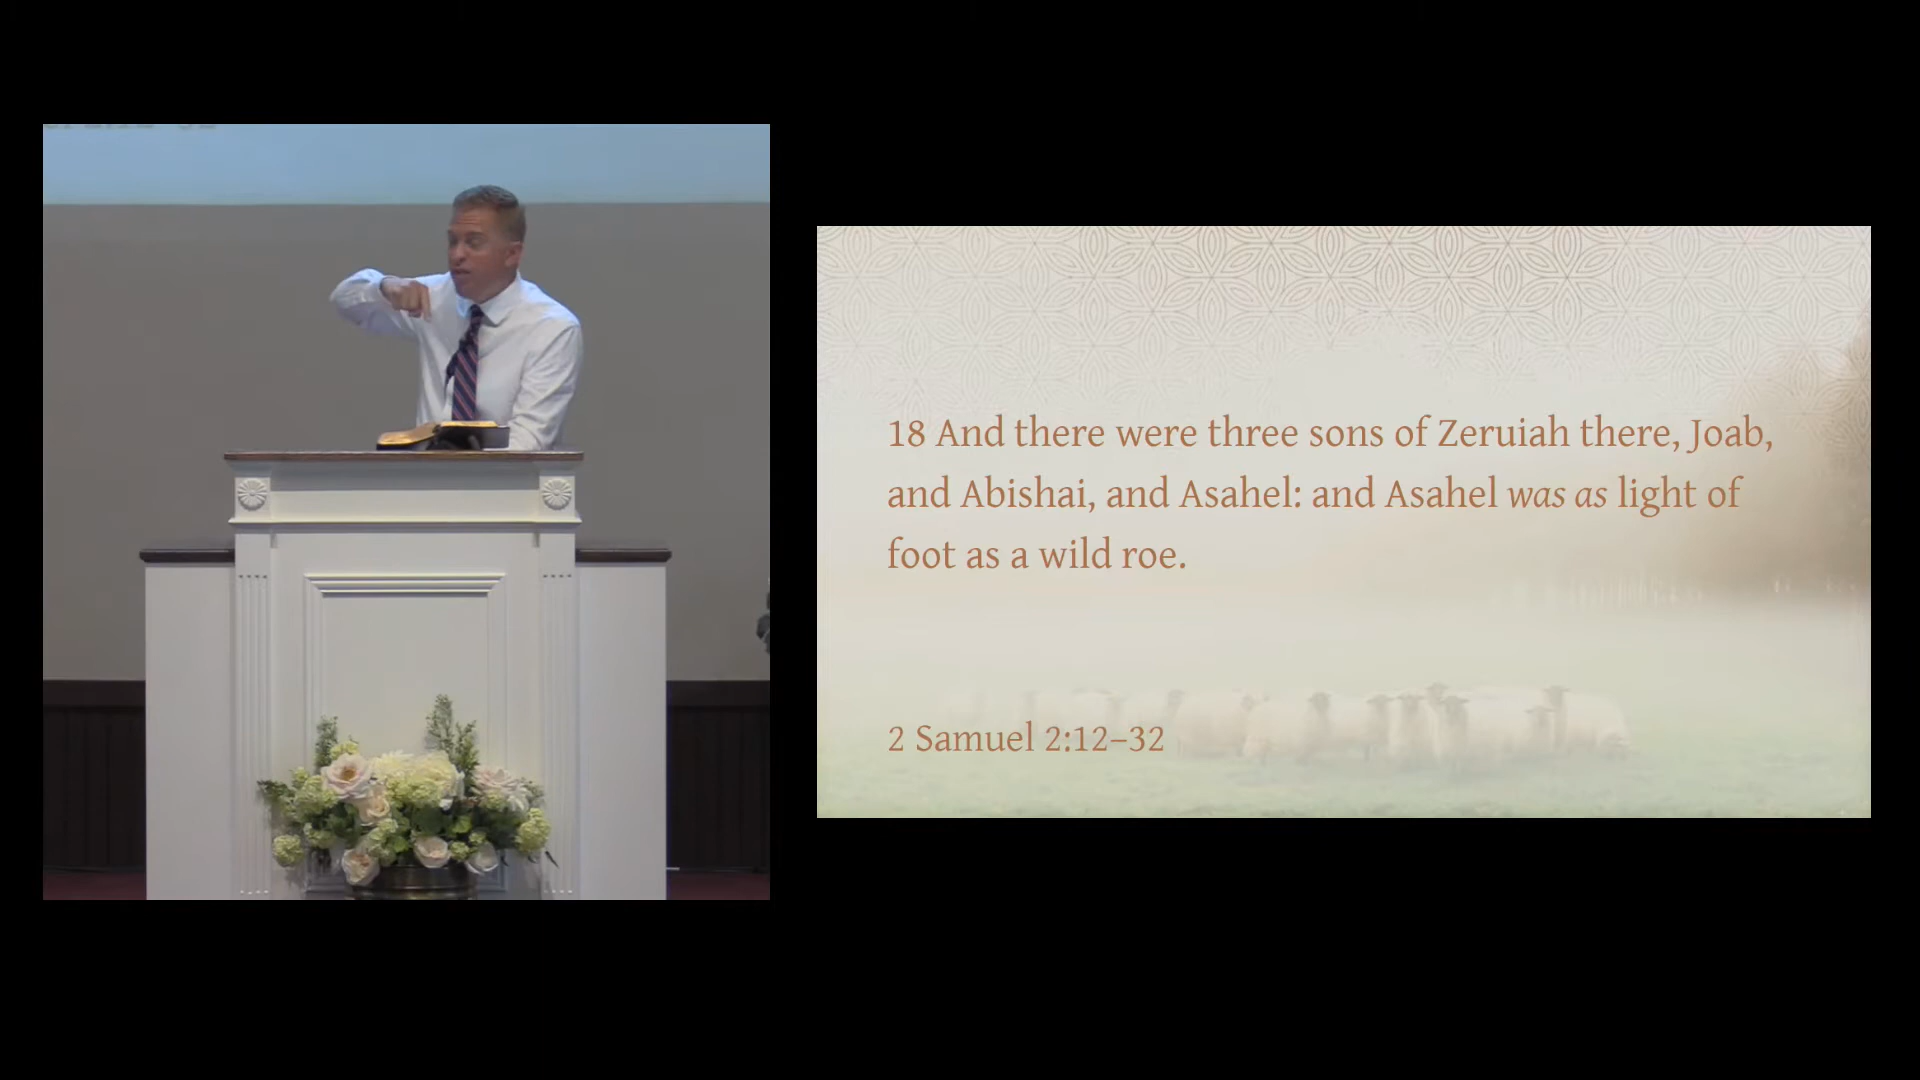 18 And there were three sons of Zeruiah there, Joab,
and Abishai, and Asahel: and Asahel was as light of
foot as a wild roe.
2 Samuel 2:12–32